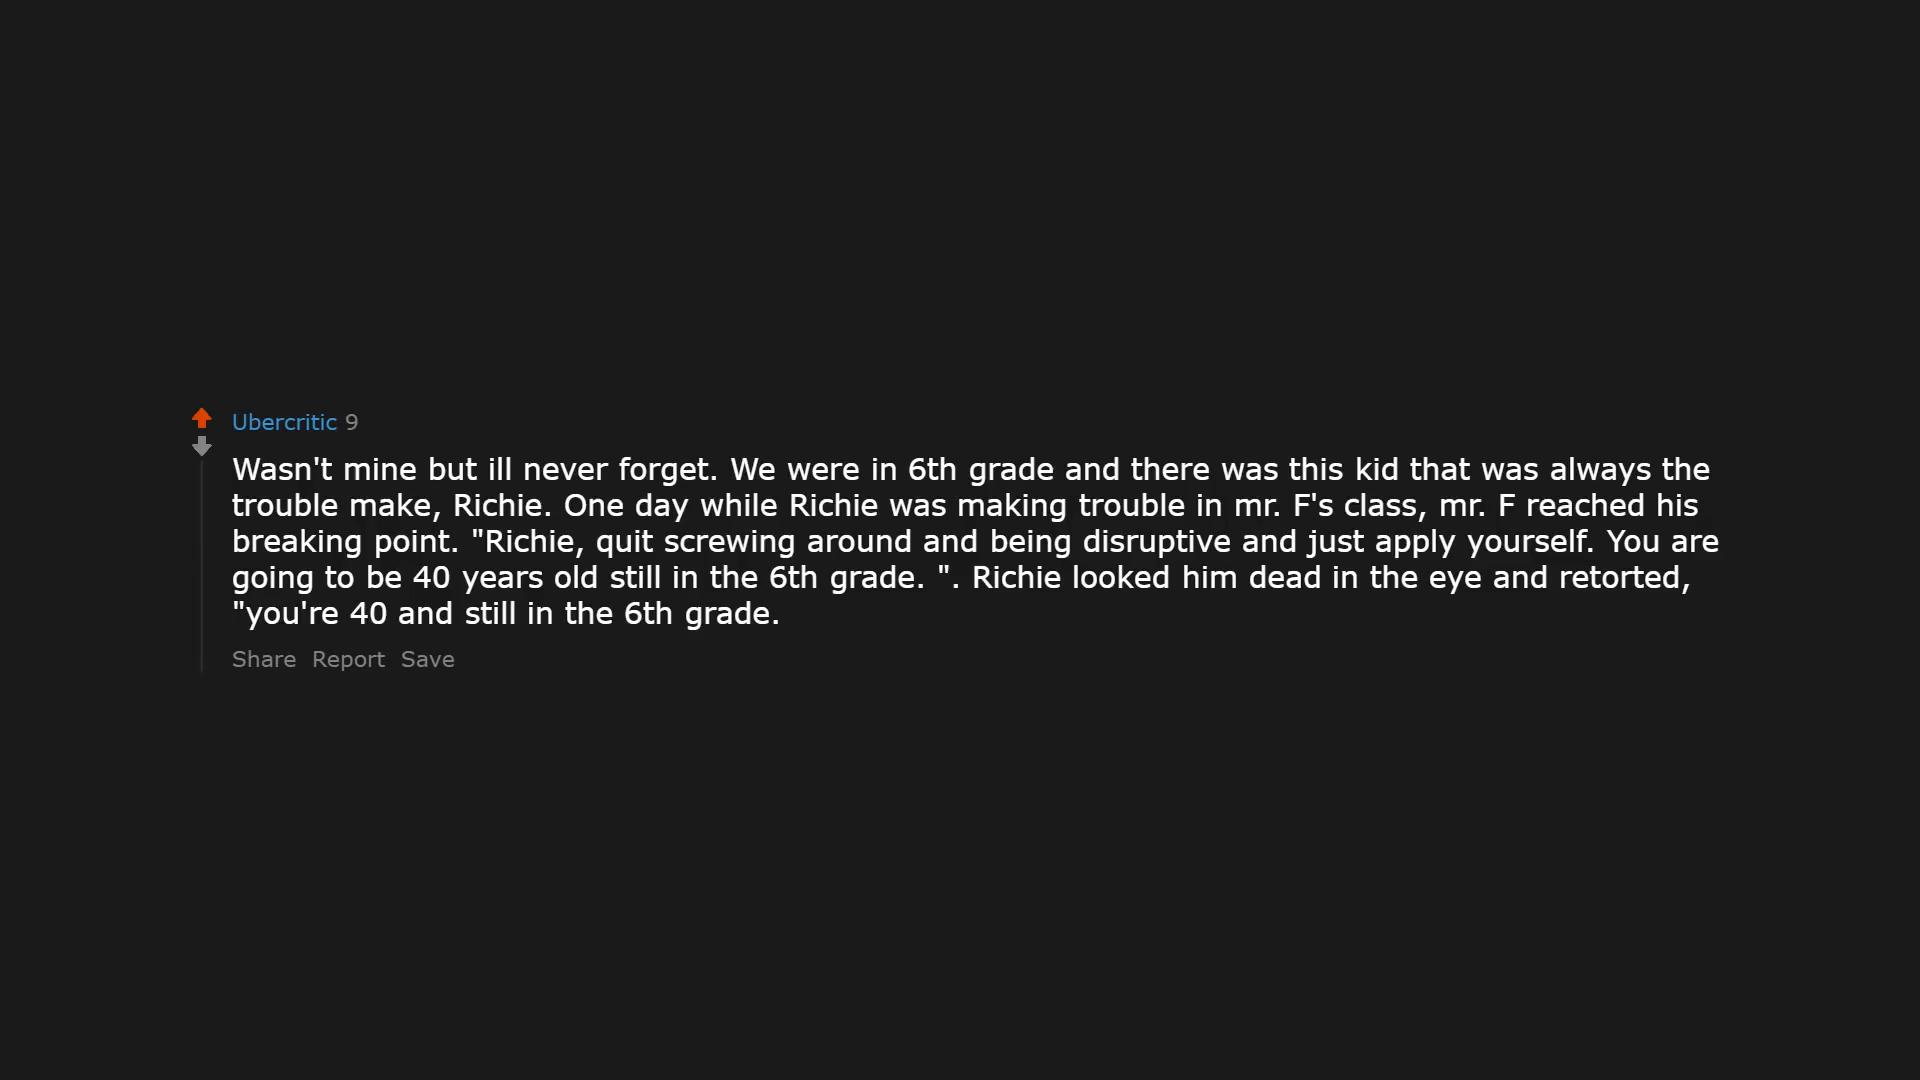 Ubercritic 9
Wasn't mine but ill never forget. We were in 6th grade and there was this kid that was always the
trouble make, Richie. One day while Richie was making trouble in mr. F's class, mr. F reached his
breaking point. "Richie, quit screwing around and being disruptive and just apply yourself. You are
going to be 40 years old still in the 6th grade. ". Richie looked him dead in the eye and retorted,
"you're 40 and still in the 6th grade.
Share Report Save